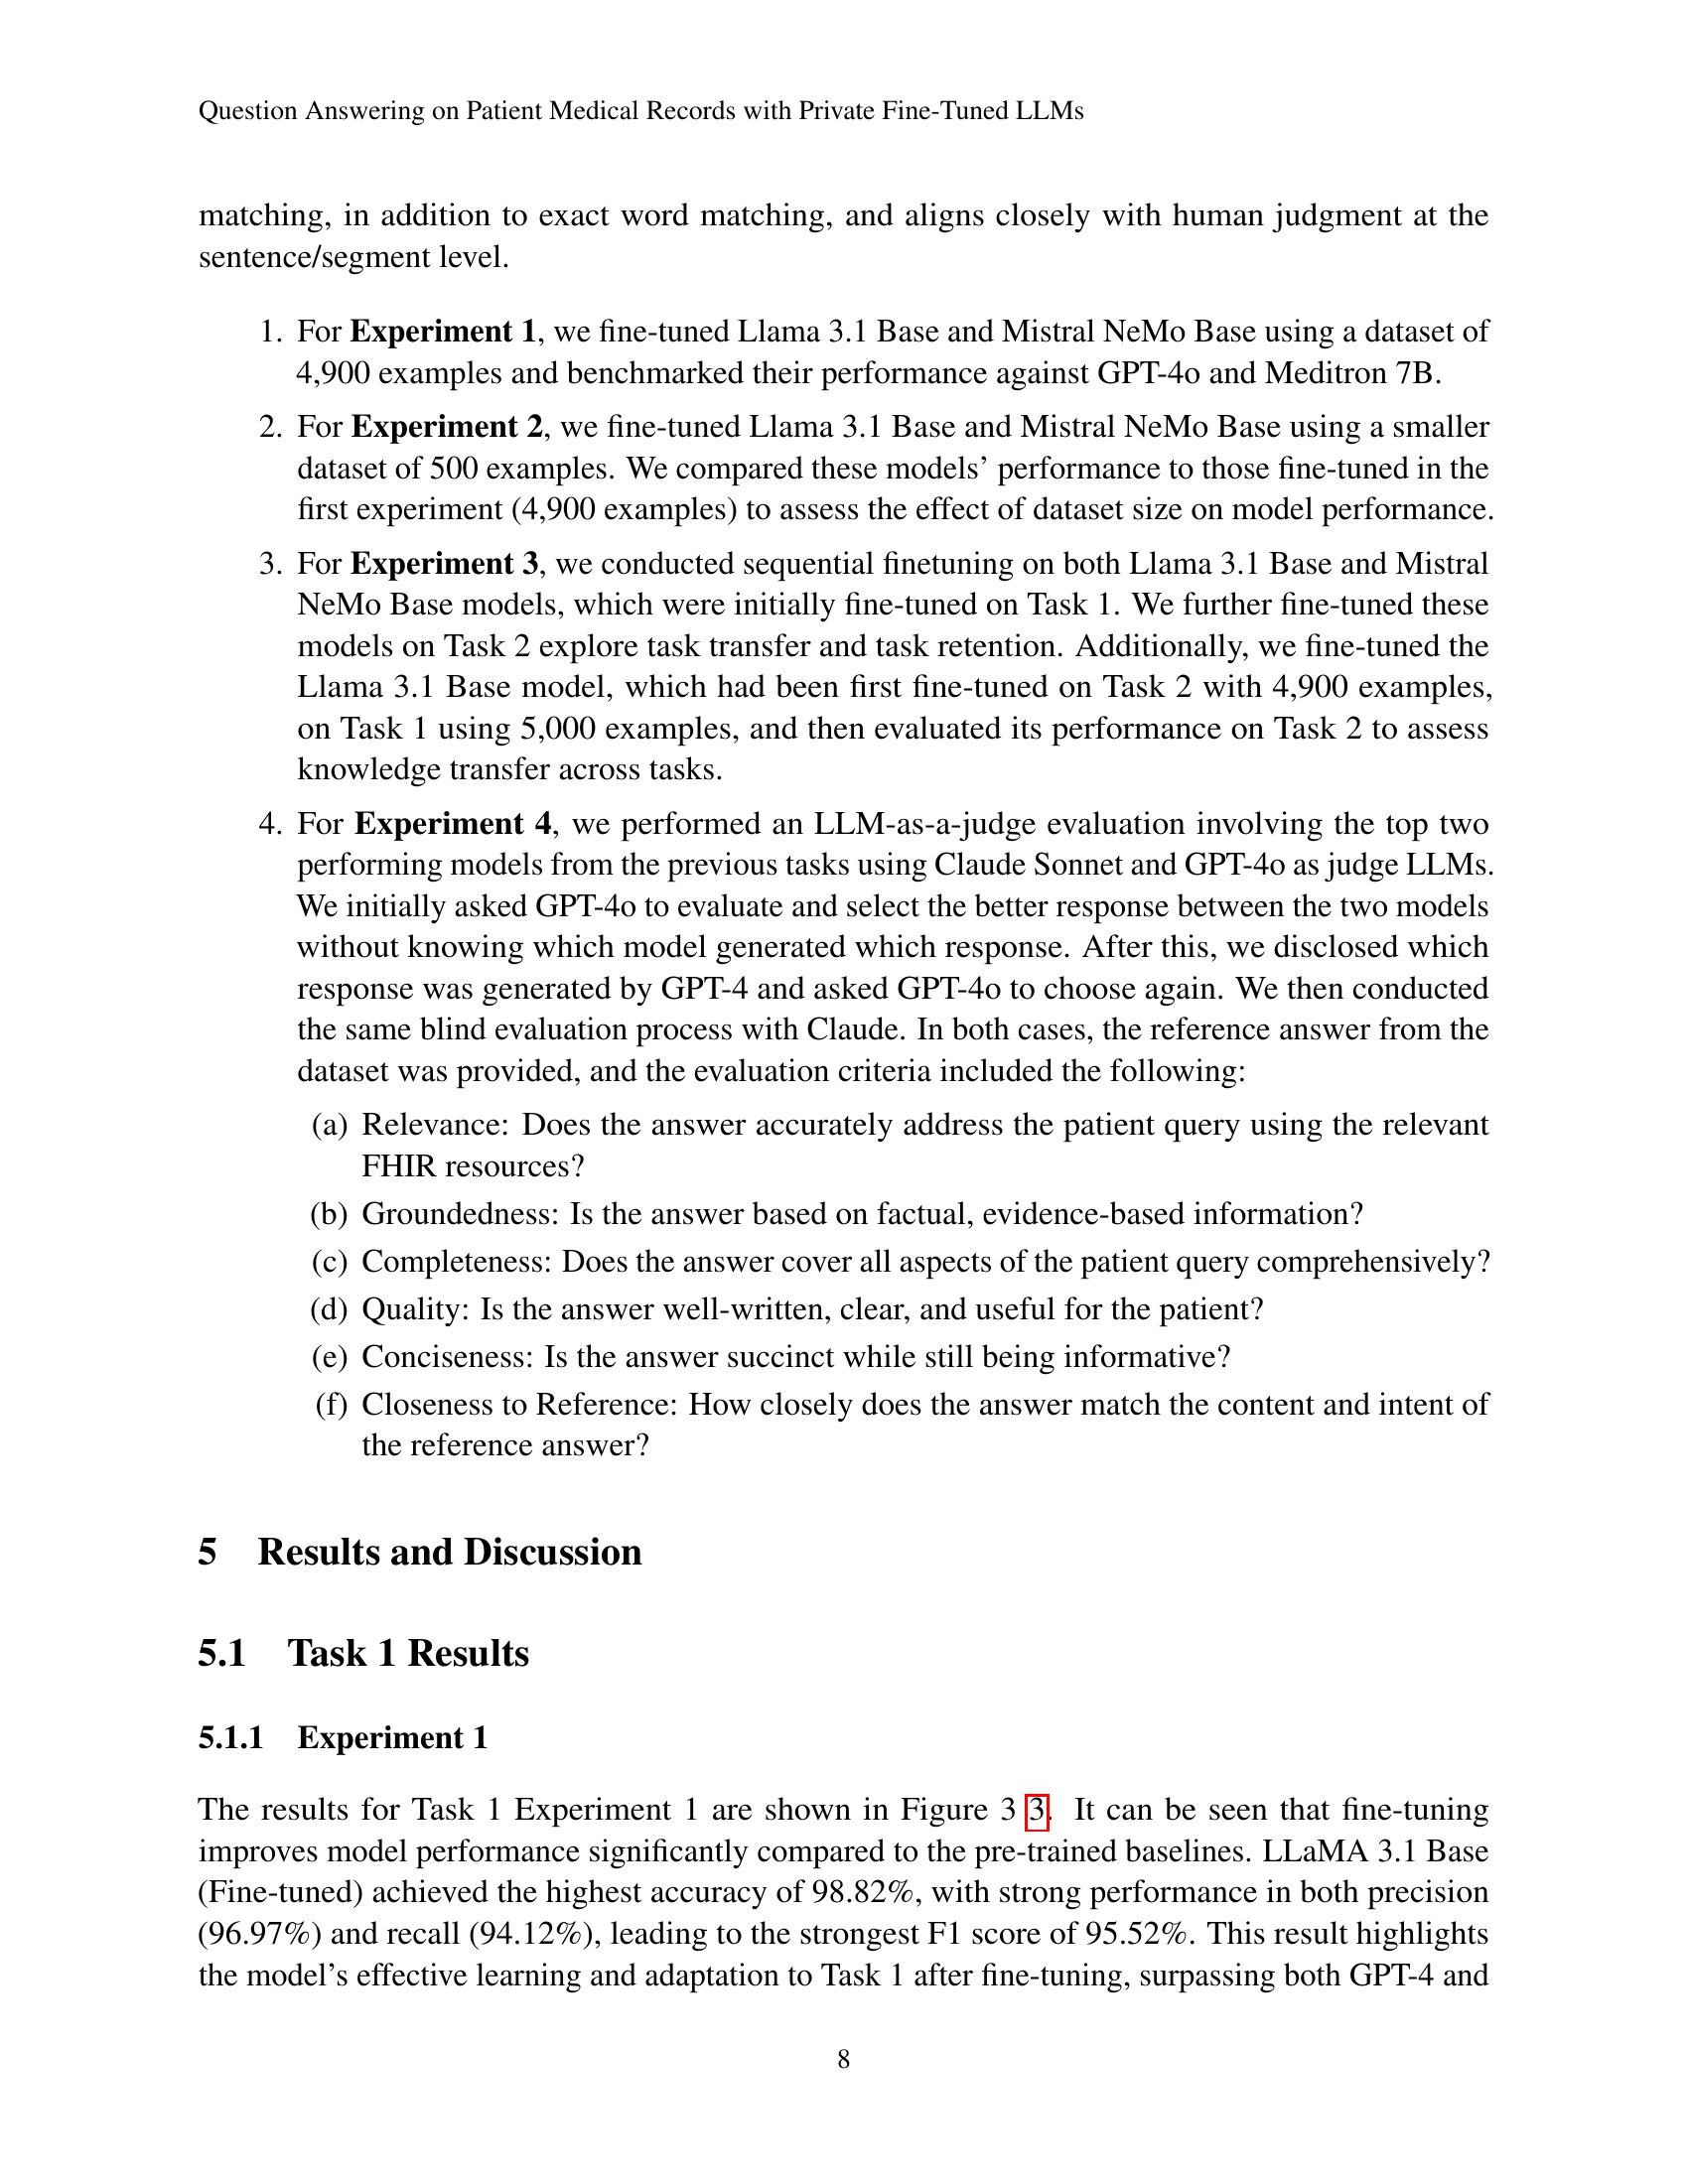 Question Answering on Patient Medical Records with Private Fine-Tuned LLMs
matching, in addition to exact word matching, and aligns closely with human judgment at the
sentence/segment level.
1. For Experiment 1, we fine-tuned Llama 3.1 Base and Mistral NeMo Base using a dataset of
4,900 examples and benchmarked their performance against GPT-4o and Meditron 7B.
2. For Experiment 2, we fine-tuned Llama 3.1 Base and Mistral NeMo Base using a smaller
dataset of 500 examples. We compared these models’ performance to those fine-tuned in the
first experiment (4,900 examples) to assess the effect of dataset size on model performance.
3. For Experiment 3, we conducted sequential finetuning on both Llama 3.1 Base and Mistral
NeMo Base models, which were initially fine-tuned on Task 1. We further fine-tuned these
models on Task 2 explore task transfer and task retention. Additionally, we fine-tuned the
Llama 3.1 Base model, which had been first fine-tuned on Task 2 with 4,900 examples,
on Task 1 using 5,000 examples, and then evaluated its performance on Task 2 to assess
knowledge transfer across tasks.
4. For Experiment 4, we performed an LLM-as-a-judge evaluation involving the top two
performing models from the previous tasks using Claude Sonnet and GPT-4o as judge LLMs.
We initially asked GPT-4o to evaluate and select the better response between the two models
without knowing which model generated which response. After this, we disclosed which
response was generated by GPT-4 and asked GPT-4o to choose again. We then conducted
the same blind evaluation process with Claude. In both cases, the reference answer from the
dataset was provided, and the evaluation criteria included the following:
(a) Relevance: Does the answer accurately address the patient query using the relevant
FHIR resources?
(b) Groundedness: Is the answer based on factual, evidence-based information?
(c) Completeness: Does the answer cover all aspects of the patient query comprehensively?
(d) Quality: Is the answer well-written, clear, and useful for the patient?
(e) Conciseness: Is the answer succinct while still being informative?
(f) Closeness to Reference: How closely does the answer match the content and intent of
the reference answer?
5 Results and Discussion
5.1 Task 1 Results
5.1.1 Experiment 1
The results for Task 1 Experiment 1 are shown in Figure 3 3. It can be seen that fine-tuning
improves model performance significantly compared to the pre-trained baselines. LLaMA 3.1 Base
(Fine-tuned) achieved the highest accuracy of 98.82%, with strong performance in both precision
(96.97%) and recall (94.12%), leading to the strongest F1 score of 95.52%. This result highlights
the model’s effective learning and adaptation to Task 1 after fine-tuning, surpassing both GPT-4 and
8